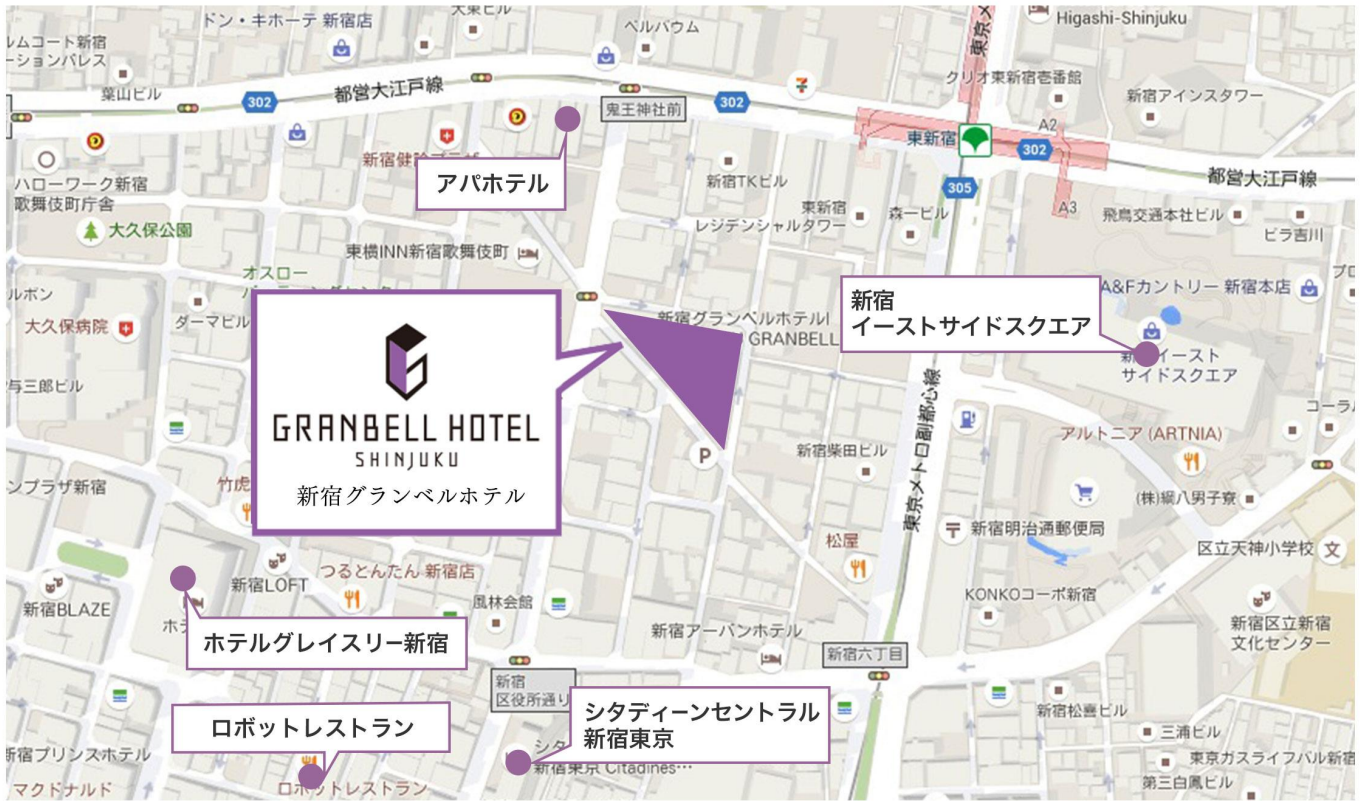 ドン・キホーテ 新宿店
大東ビル
ベルバウム
Higashi-Shinjuku
ルムコート新宿
ーションパレス
葉山ビル
302
都営大江戸線
鬼王神社前
302
クリオ東新宿壱番館
新宿アインスタワー
東新宿
A2
302
305
A3
都営大江戸線
ハローワーク新宿
歌舞伎町庁舎
アパホテル
新宿TKビル
東新宿
レジデンシャルタワー
森一ビル
飛鳥交通本社ビル
ビラ吉川
大久保公園
東横INN新宿歌舞伎町
オスロー
ルボン
大久保病院
ダーマビル
新宿グランベルホテル
GRANBELL
新宿
イーストサイドスクエア
A&Fカントリー 新宿本店
イースト
サイドスクエア
与三郎ビル
GRANBELL HOTEL
SHINJUKU
新宿グランベルホテル
東京メトロ副都心線
コーラ
アルトニア (ARTNIA)
P
新宿柴田ビル
ンプラザ新宿
竹虎
(株)綱八男子寮
新宿明治通郵便局
区立天神小学校
文
松屋
新宿LOFT
つるとんたん 新宿店
風林会館
新宿BLAZE
KONKOコーポ新宿
新宿区立新宿
文化センター
ホテルグレイスリー新宿
新宿アーバンホテル
新宿六丁目
新宿
区役所通り
ロボットレストラン
シタディーンセントラル
新宿東京
新宿松喜ビル
三浦ビル
新宿プリンスホテル
新宿東京 Citadines…
東京ガスライフバル新宿
マクドナルド
ロボットレストラン
第三白鳳ビル